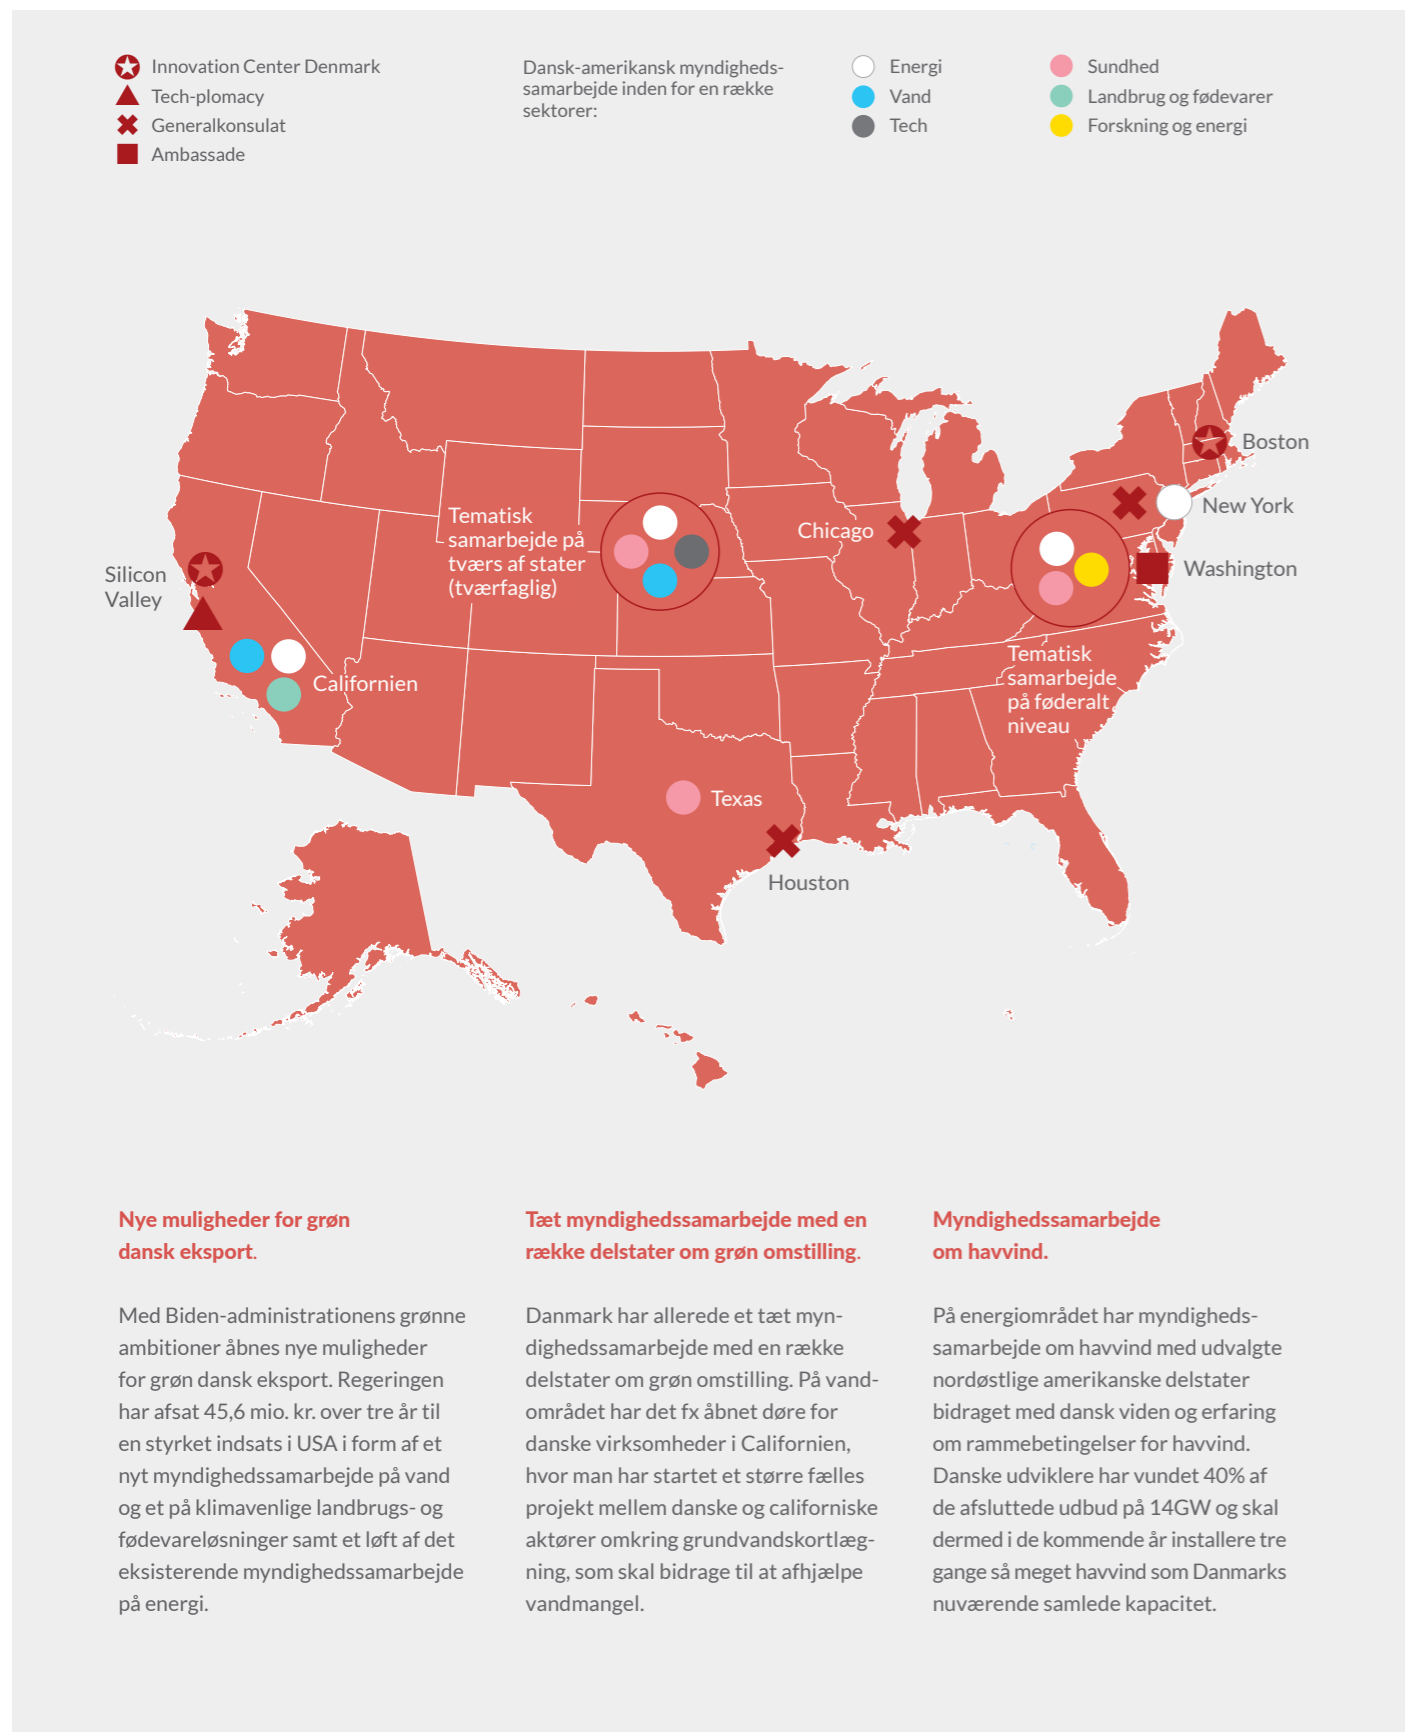 Innovation Center Denmark
Tech-plomacy
Generalkonsulat
Ambassade
Dansk-amerikansk myndigheds-
samarbejde inden for en række
sektorer:
Energi
Vand
Tech
Sundhed
Landbrug og fødevarer
Forskning og energi
Boston
New York
Washington
Chicago
Tematisk
samarbejde på
tværs af stater
(tværfaglig)
Silicon
Valley
Californien
Tematisk
samarbejde
på føderalt
niveau
Texas
Houston
Nye muligheder for grøn
dansk eksport.
Med Biden-administrationens grønne
ambitioner åbnes nye muligheder
for grøn dansk eksport. Regeringen
har afsat 45,6 mio. kr. over tre år til
en styrket indsats i USA i form af et
nyt myndighedssamarbejde på vand
og et på klimavenlige landbrugs- og
fødevareløsninger samt et løft af det
eksisterende myndighedssamarbejde
på energi.
Tæt myndighedssamarbejde med en
række delstater om grøn omstilling.
Danmark har allerede et tæt myn-
dighedssamarbejde med en række
delstater om grøn omstilling. På vand-
området har det fx åbnet døre for
danske virksomheder i Californien,
hvor man har startet et større fælles
projekt mellem danske og californiske
aktører omkring grundvandskortlæg-
ning, som skal bidrage til at afhjælpe
vandmangel.
Myndighedssamarbejde
om havvind.
På energiområdet har myndigheds-
samarbejde om havvind med udvalgte
nordøstlige amerikanske delstater
bidraget med dansk viden og erfaring
om rammebetingelser for havvind.
Danske udviklere har vundet 40% af
de afsluttede udbud på 14GW og skal
dermed i de kommende år installere tre
gange så meget havvind som Danmarks
nuværende samlede kapacitet.